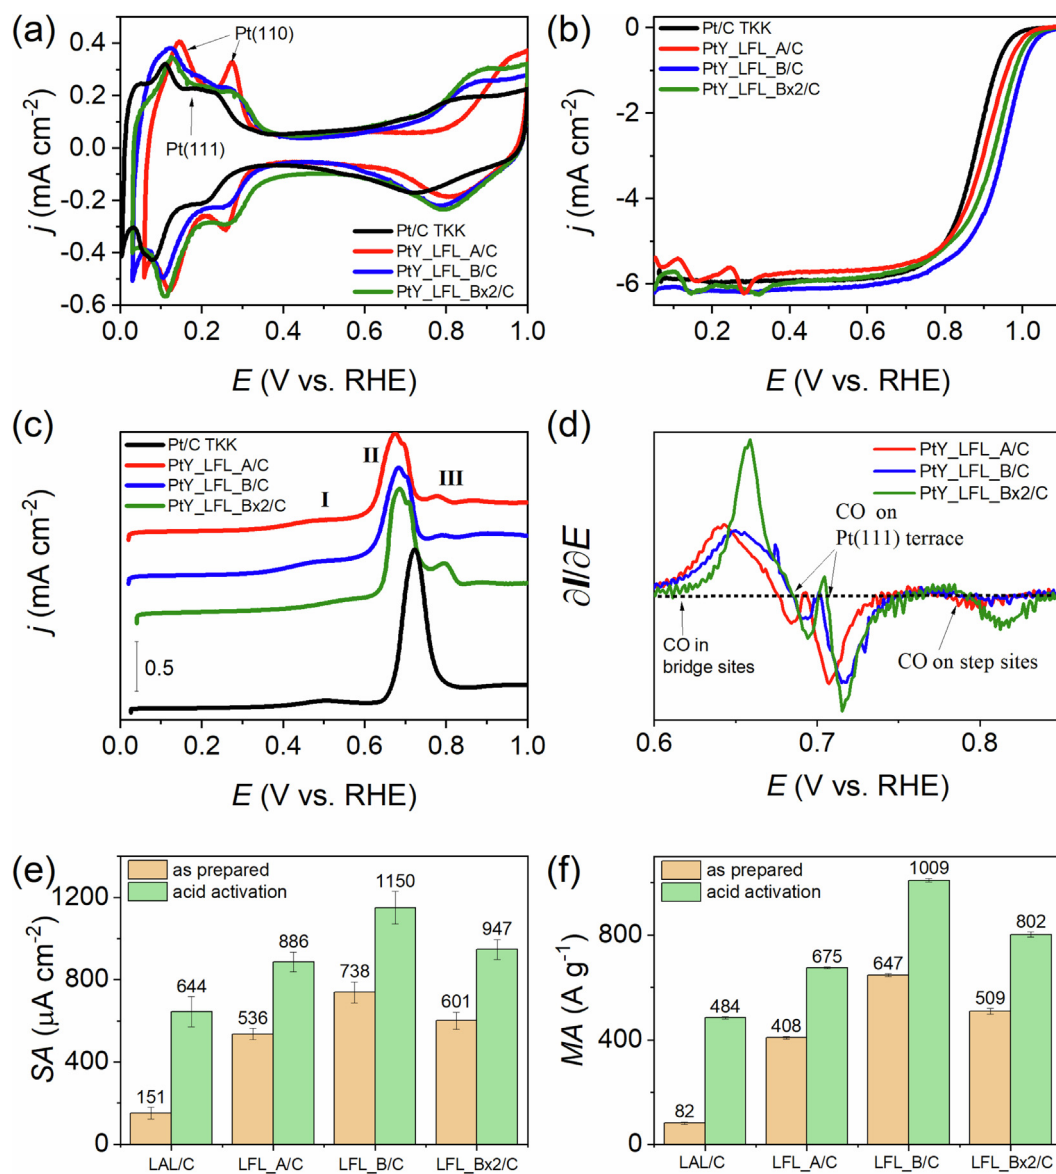 (a)
Pt(110)
Pt(111)
0.4
0.2
0.0
-0.2
-0.4
-0.6
j (mA cm⁻²)
Pt/C TKK
PtY_LFL_A/C
PtY_LFL_B/C
PtY_LFL_Bx2/C
0.0 0.2 0.4 0.6 0.8 1.0
E (V vs. RHE)
(b)
Pt/C TKK
PtY_LFL_A/C
PtY_LFL_B/C
PtY_LFL_Bx2/C
0
-2
-4
-6
j (mA cm⁻²)
0.2 0.4 0.6 0.8 1.0
E (V vs. RHE)
(c)
Pt/C TKK
PtY_LFL_A/C
PtY_LFL_B/C
PtY_LFL_Bx2/C
I
II
III
0.5
j (mA cm⁻²)
0.0 0.2 0.4 0.6 0.8 1.0
E (V vs. RHE)
(d)
PtY_LFL_A/C
PtY_LFL_B/C
PtY_LFL_Bx2/C
CO on
Pt(111) terrace
CO in
bridge sites
CO on step sites
∂I/∂E
0.6 0.7 0.8
E (V vs. RHE)
(e)
as prepared
acid activation
1200
900
600
300
0
SA (μA cm⁻²)
151
644
536
886
738
1150
601
947
LAL/C LFL_A/C LFL_B/C LFL_Bx2/C
(f)
as prepared
acid activation
800
400
0
MA (A g⁻¹)
82
484
408
675
647
1009
509
802
LAL/C LFL_A/C LFL_B/C LFL_Bx2/C